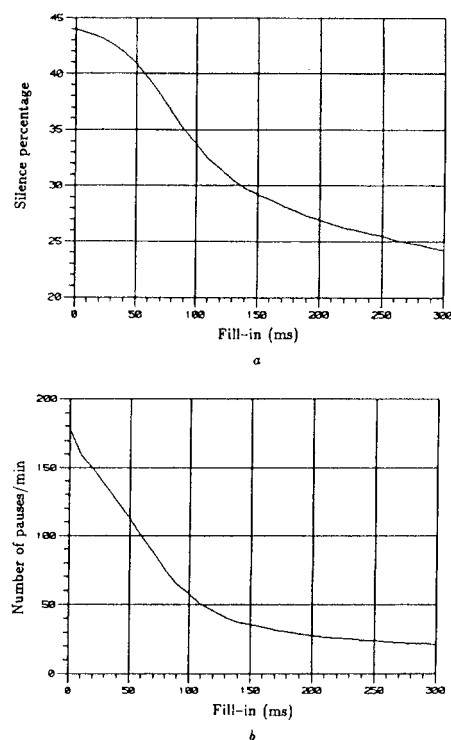 45
40
35
30
25
20
Silence percentage
0 50 100 150 200 250 300
Fill-in (ms)
a
200
150
100
50
0
Number of pauses/min
0 50 100 150 200 250 300
Fill-in (ms)
b